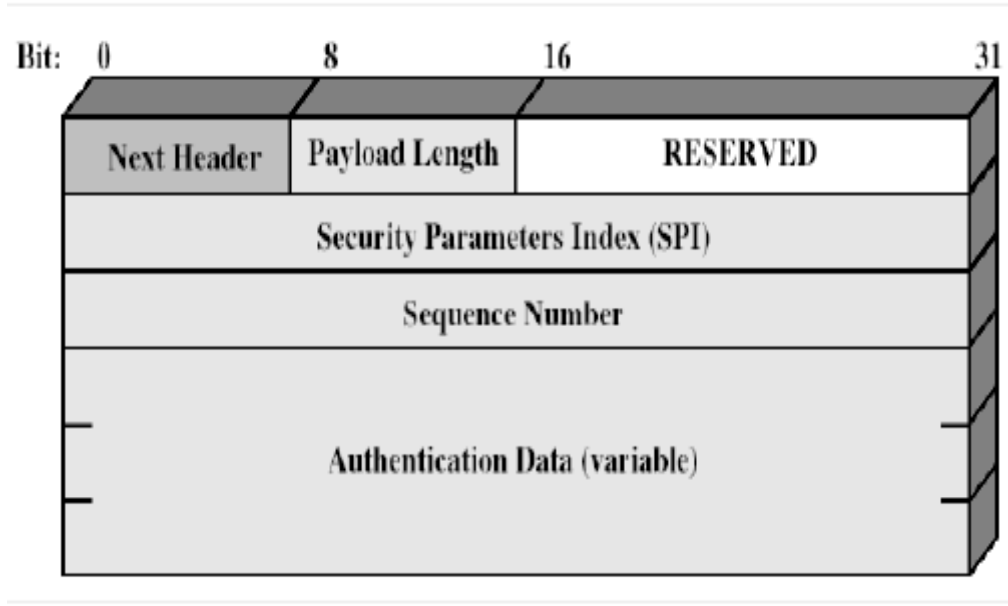 Bit: 0 8 16 31
Next Header Payload Length RESERVED
Security Parameters Index (SPI)
Sequence Number
Authentication Data (variable)